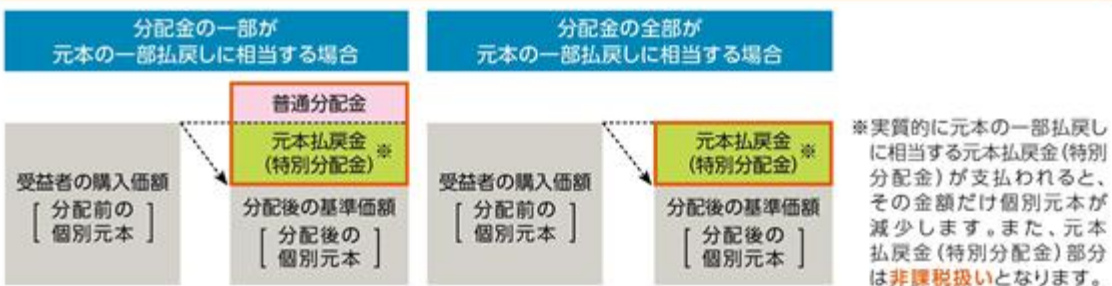 分配金の一部が
元本の一部払戻しに相当する場合
普通分配金
元本払戻金
(特別分配金) ※
受益者の購入価額
[ 分配前の
個別元本 ]
分配後の基準価額
[ 分配後の
個別元本 ]
分配金の全部が
元本の一部払戻しに相当する場合
元本払戻金
(特別分配金) ※
受益者の購入価額
[ 分配前の
個別元本 ]
分配後の基準価額
[ 分配後の
個別元本 ]
※実質的に元本の一部払戻し
に相当する元本払戻金(特別
分配金)が支払われると、
その金額だけ個別元本が
減少します。また、元本
払戻金(特別分配金)部分
は非課税扱いとなります。